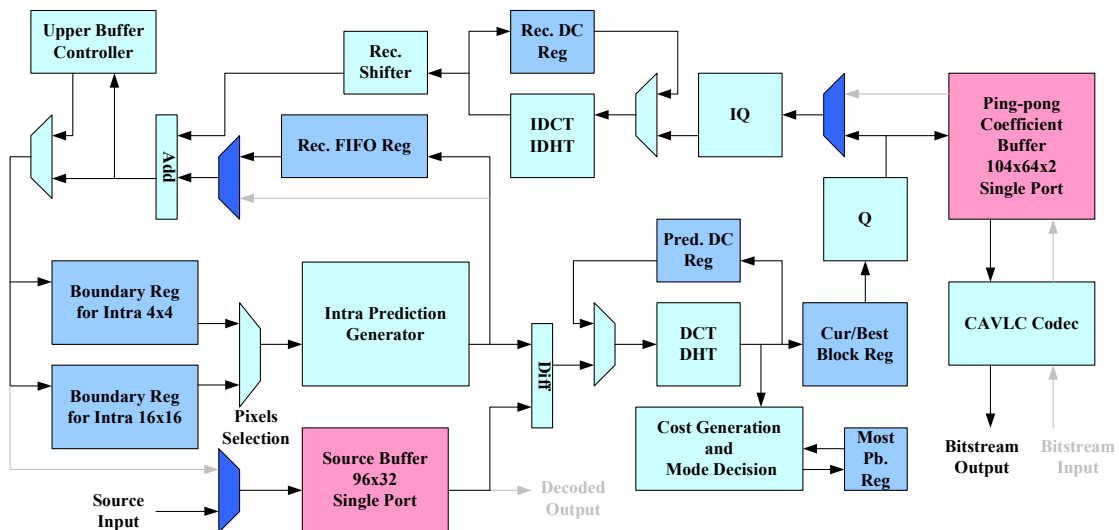 Upper Buffer
Controller
Rec.
Shifter
Rec. DC
Reg
IDCT
IDHT
IQ
Ping-pong
Coefficient
Buffer
104x64x2
Single Port
Add
Rec. FIFO Reg
Q
Boundary Reg
for Intra 4x4
Boundary Reg
for Intra 16x16
Pixels
Selection
Intra Prediction
Generator
Diff
Pred. DC
Reg
DCT
DHT
Cur/Best
Block Reg
CAVLC Codec
Cost Generation
and
Mode Decision
Most
Pb.
Reg
Source Buffer
96x32
Single Port
Source
Input
Decoded
Output
Bitstream
Output
Bitstream
Input